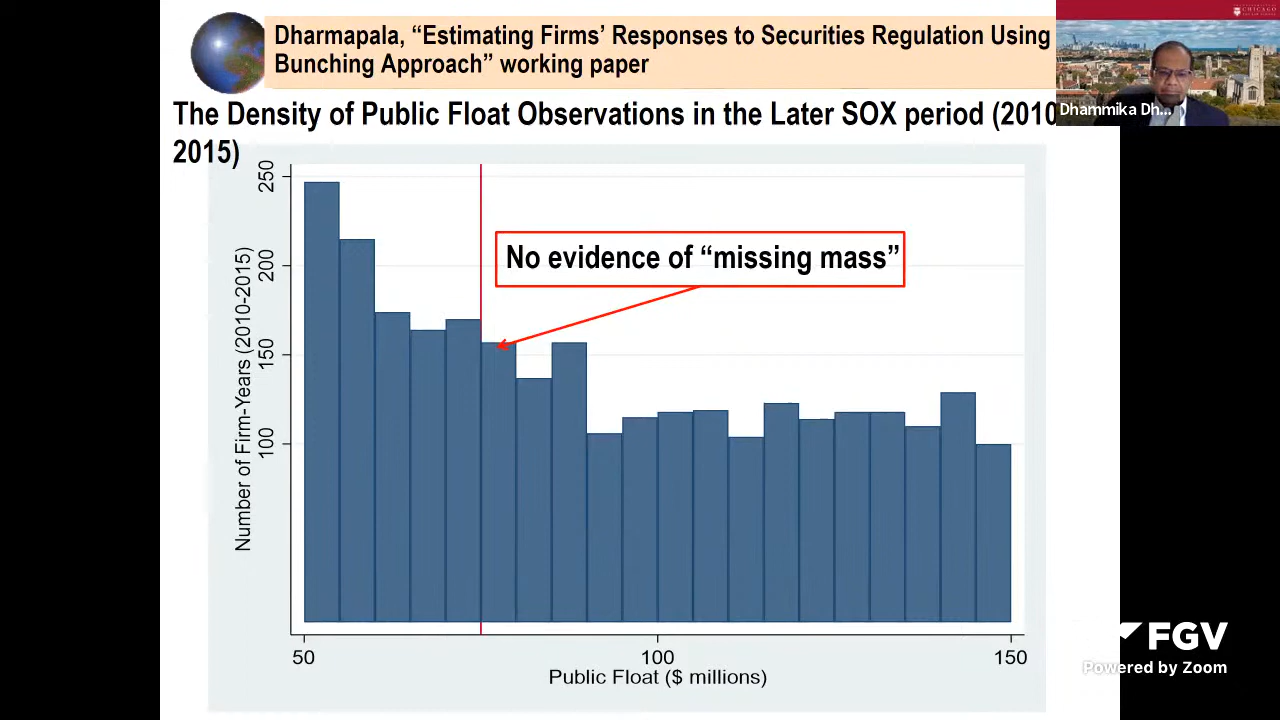 Dharmapala, “Estimating Firms’ Responses to Securities Regulation Using
Bunching Approach” working paper
The Density of Public Float Observations in the Later SOX period (2010
2015)
No evidence of “missing mass”
Number of Firm-Years (2010-2015)
250
200
150
100
50
100
150
Public Float ($ millions)
CHICAGO
Dhammika Dh...
FGV
Powered by Zoom